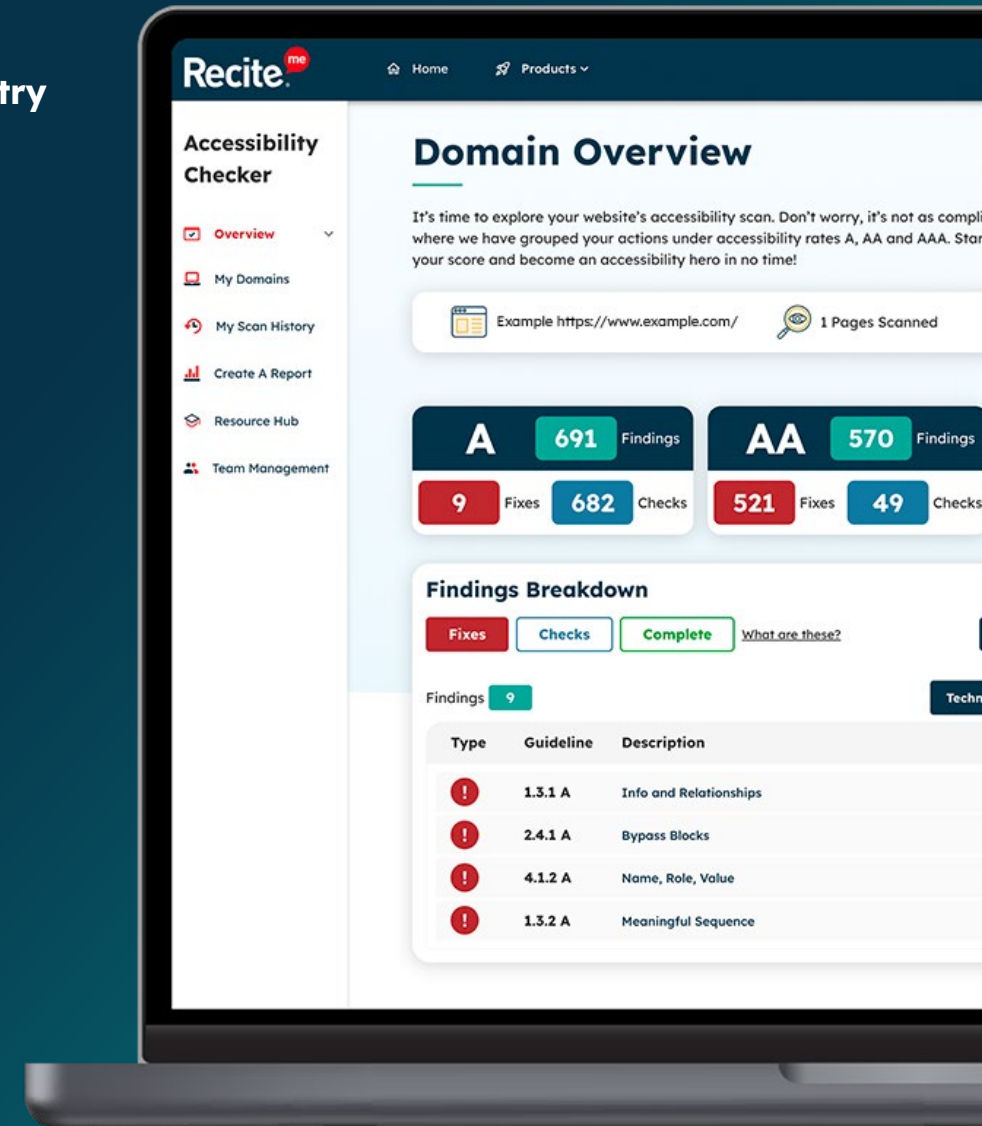 try
Recite me
Home Products
Accessibility
Checker
Overview
My Domains
My Scan History
Create A Report
Resource Hub
Team Management
Domain Overview
It's time to explore your website's accessibility scan. Don't worry, it's not as compli
where we have grouped your actions under accessibility rates A, AA and AAA. Star
your score and become an accessibility hero in no time!
Example https://www.example.com/ 1 Pages Scanned
A 691 Findings AA 570 Findings
9 Fixes 682 Checks 521 Fixes 49 Checks
Findings Breakdown
Fixes Checks Complete What are these?
Findings 9 Techn
Type Guideline Description
! 1.3.1 A Info and Relationships
! 2.4.1 A Bypass Blocks
! 4.1.2 A Name, Role, Value
! 1.3.2 A Meaningful Sequence